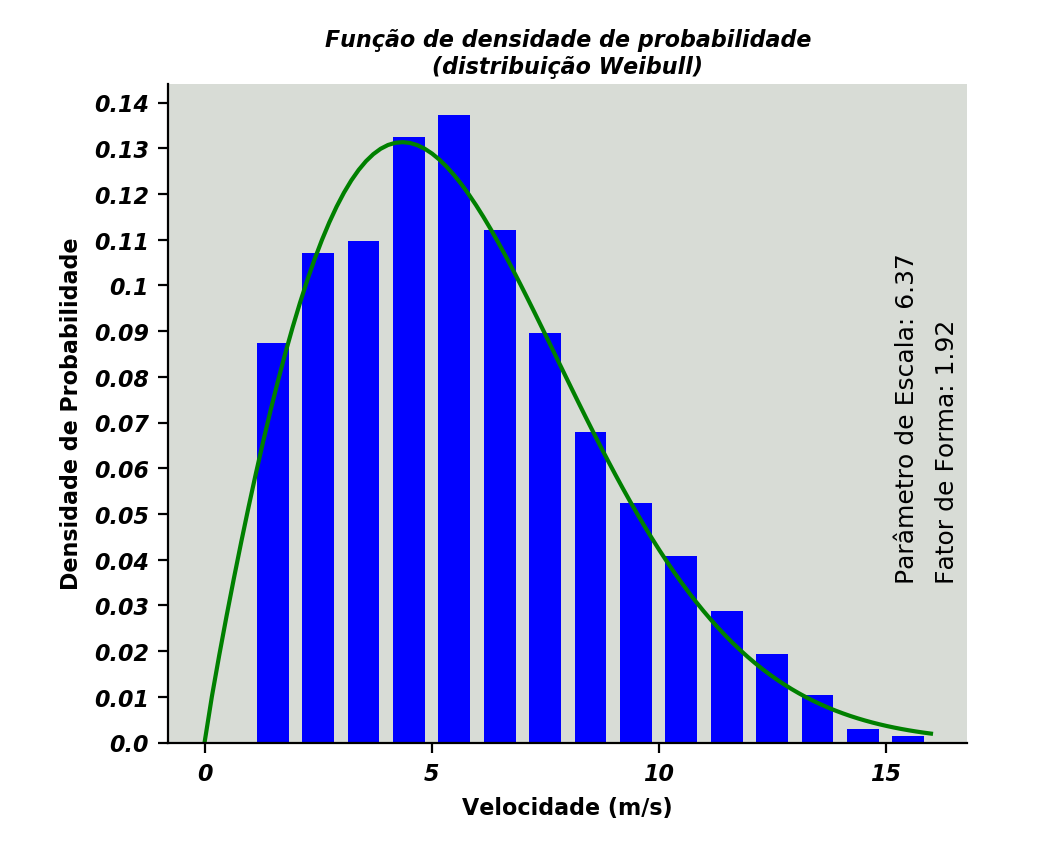 Função de densidade de probabilidade
(distribuição Weibull)
Densidade de Probabilidade
0.14
0.13
0.12
0.11
0.1
0.09
0.08
0.07
0.06
0.05
0.04
0.03
0.02
0.01
0.0
Parâmetro de Escala: 6.37
Fator de Forma: 1.92
0 5 10 15
Velocidade (m/s)